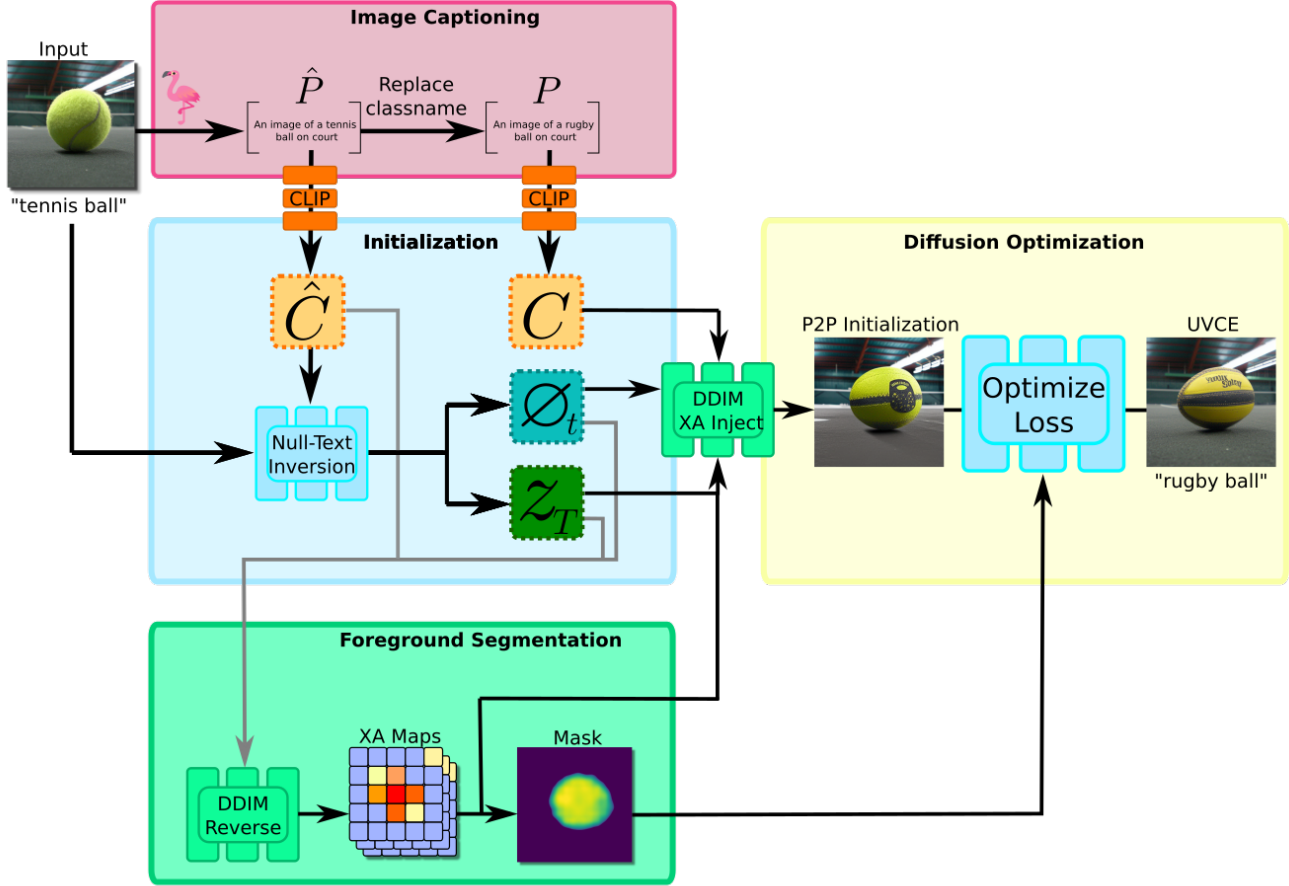 Image Captioning
Input
P̂
Replace
classname
P
An image of a tennis
ball on court
An image of a rugby
ball on court
"tennis ball"
CLIP
CLIP
Initialization
Diffusion Optimization
Ĉ
C
P2P Initialization
UVCE
∅t
DDIM
XA Inject
Optimize
Loss
Null-Text
Inversion
zT
"rugby ball"
Foreground Segmentation
XA Maps
Mask
DDIM
Reverse